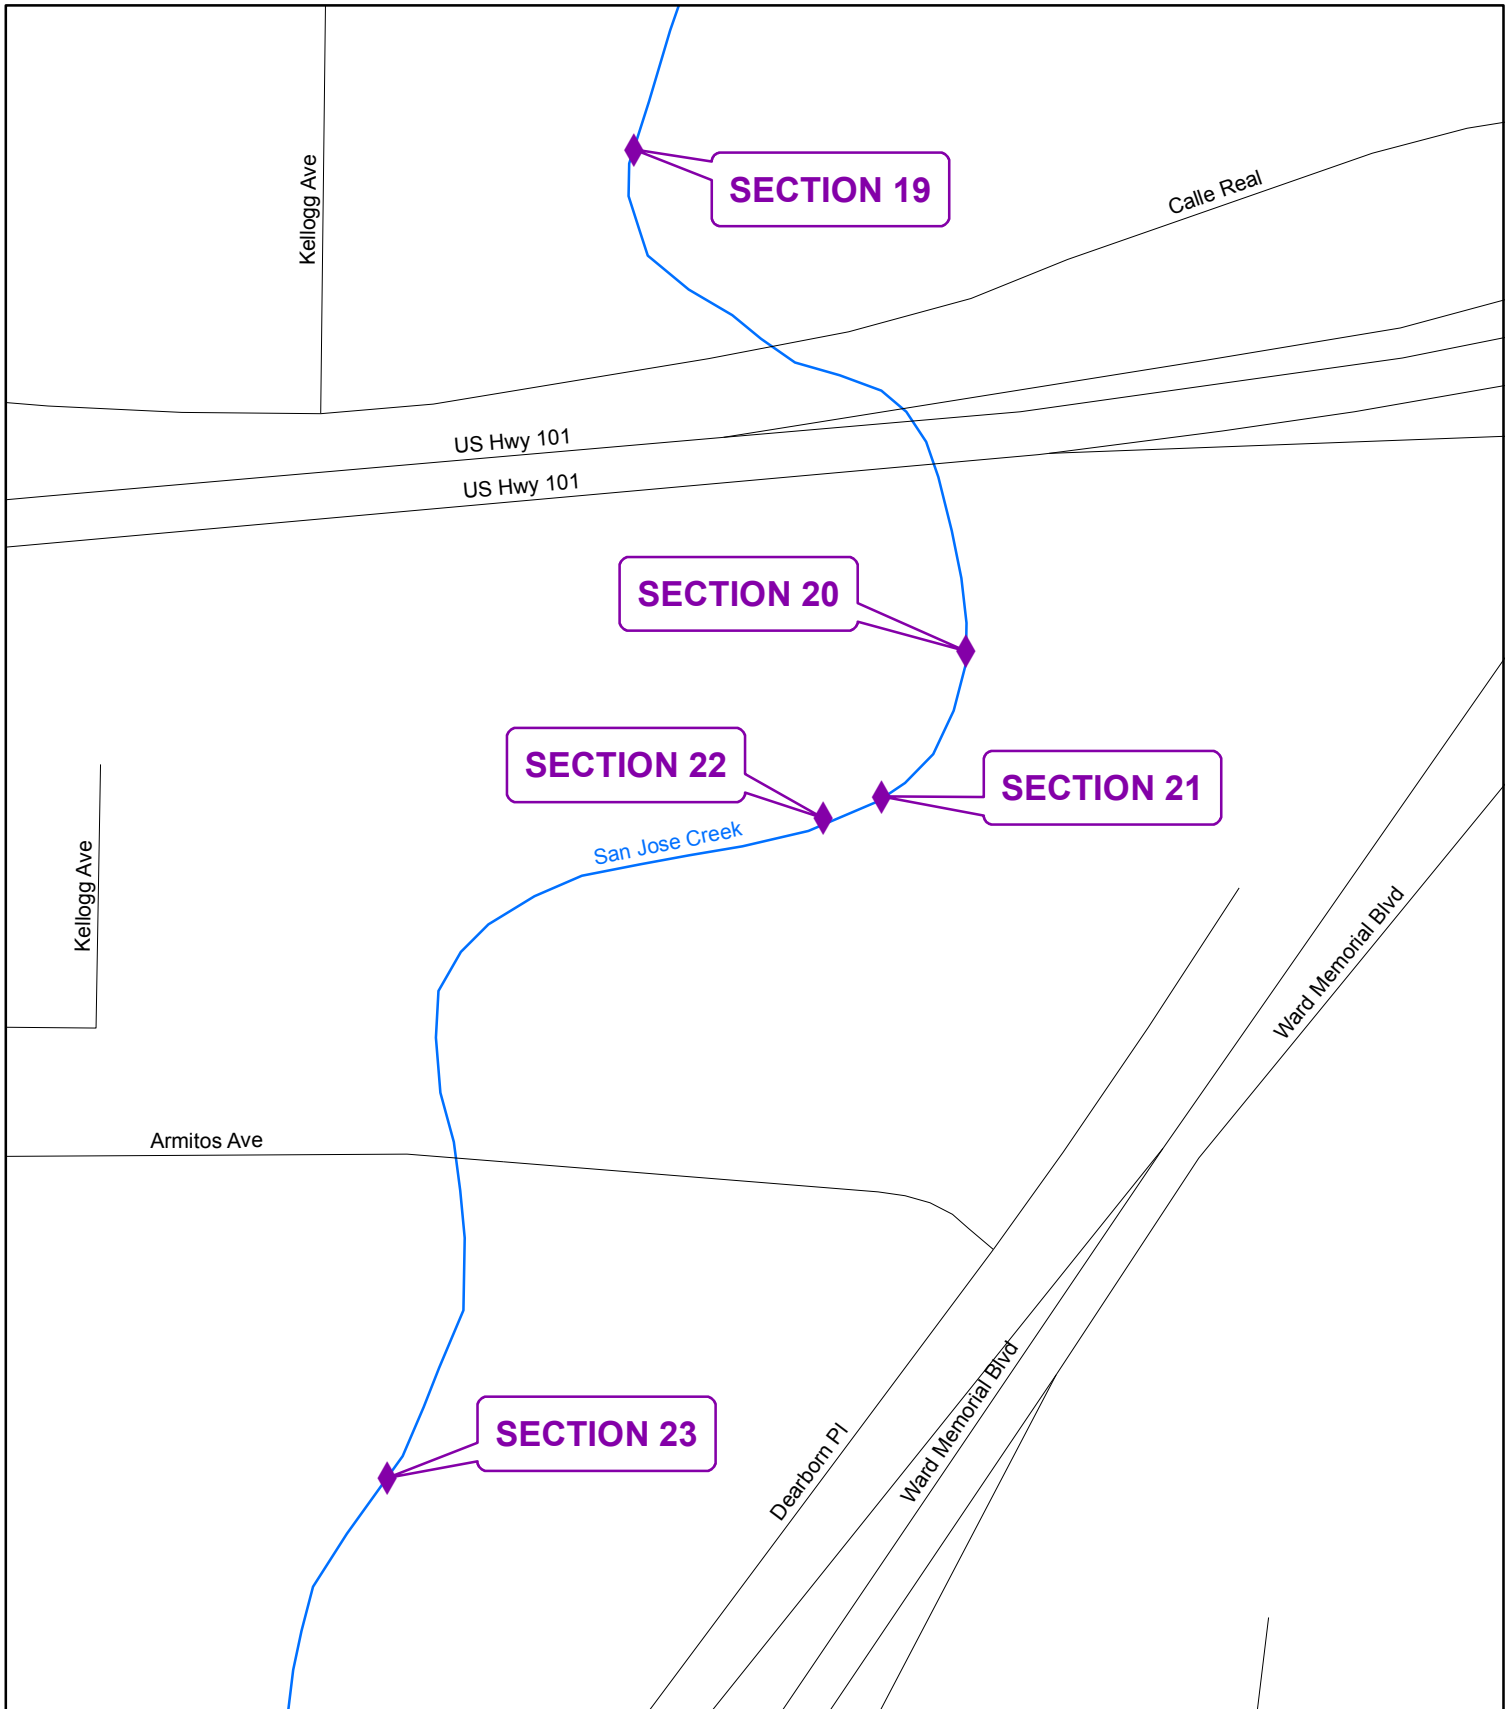 Kellogg Ave
SECTION 19
Calle Real
US Hwy 101
US Hwy 101
SECTION 20
SECTION 22
SECTION 21
San Jose Creek
Kellogg Ave
Ward Memorial Blvd
Armitos Ave
Ward Memorial Blvd
SECTION 23
Dearborn Pl